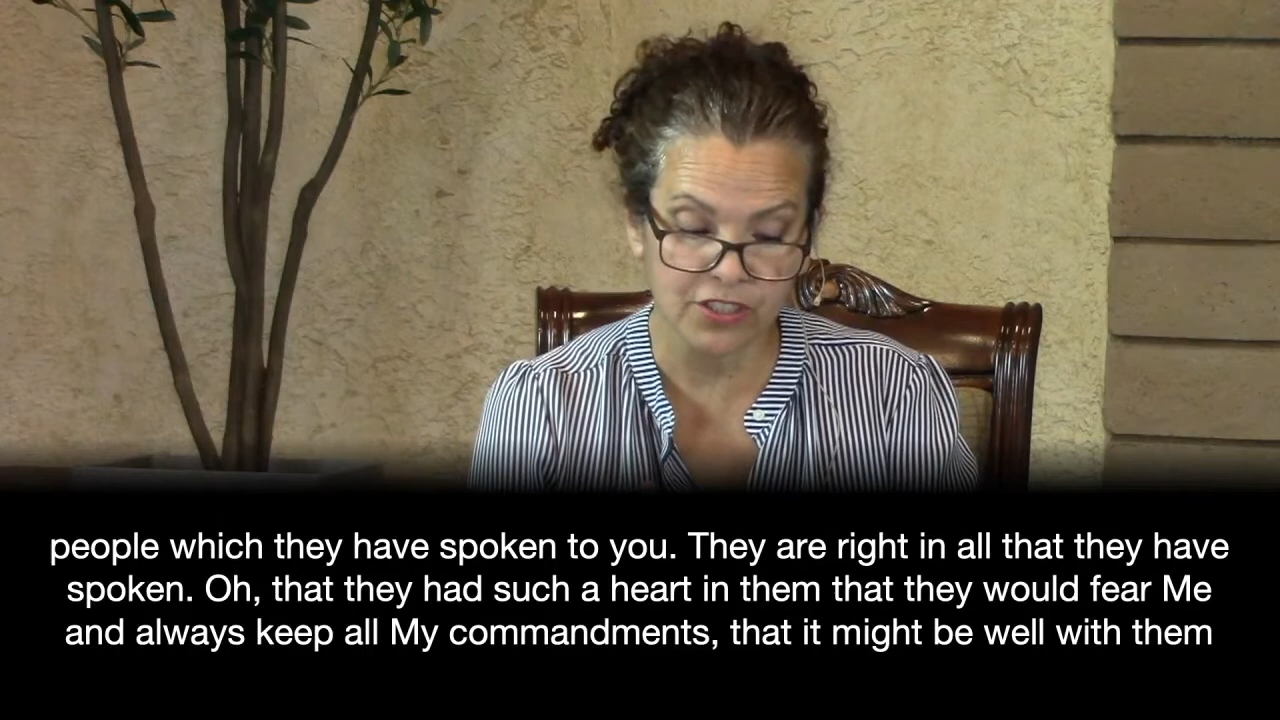 people which they have spoken to you. They are right in all that they have
spoken. Oh, that they had such a heart in them that they would fear Me
and always keep all My commandments, that it might be well with them